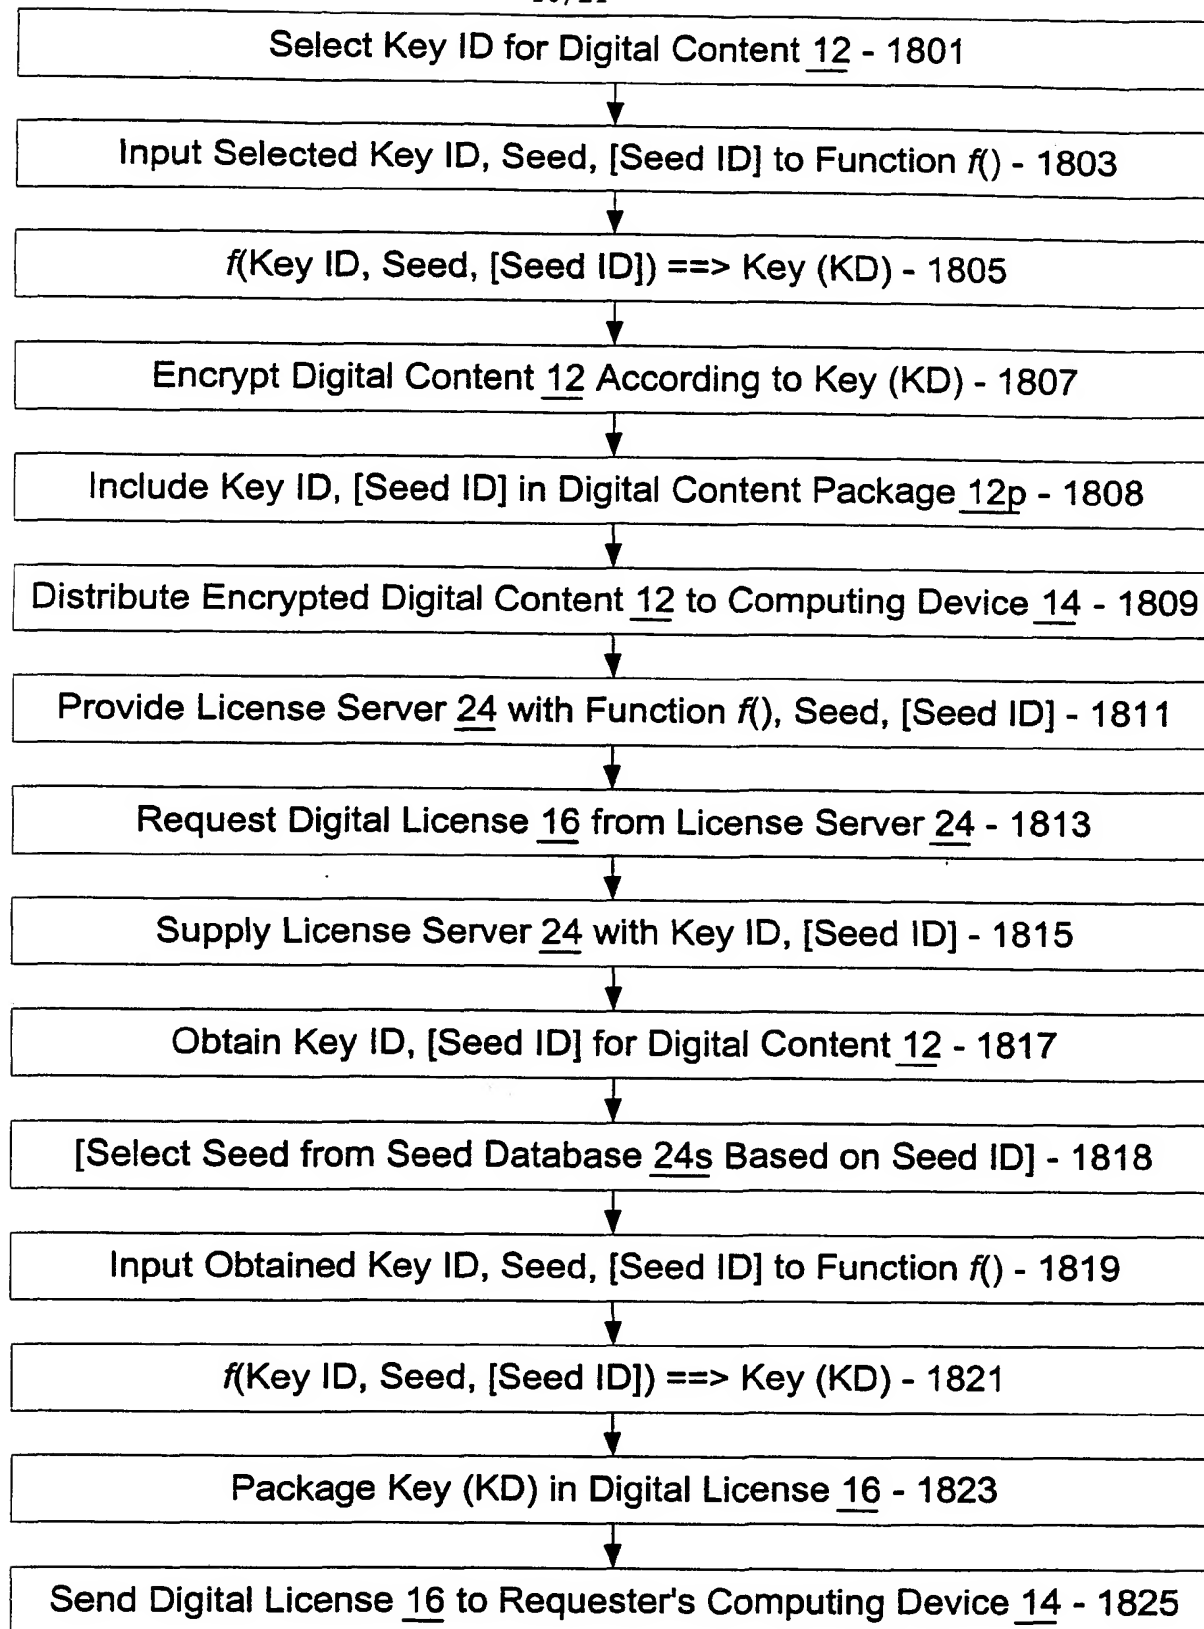 Select Key ID for Digital Content 12 - 1801
Input Selected Key ID, Seed, [Seed ID] to Function f() - 1803
f(Key ID, Seed, [Seed ID]) ==> Key (KD) - 1805
Encrypt Digital Content 12 According to Key (KD) - 1807
Include Key ID, [Seed ID] in Digital Content Package 12p - 1808
Distribute Encrypted Digital Content 12 to Computing Device 14 - 1809
Provide License Server 24 with Function f(), Seed, [Seed ID] - 1811
Request Digital License 16 from License Server 24 - 1813
Supply License Server 24 with Key ID, [Seed ID] - 1815
Obtain Key ID, [Seed ID] for Digital Content 12 - 1817
[Select Seed from Seed Database 24s Based on Seed ID] - 1818
Input Obtained Key ID, Seed, [Seed ID] to Function f() - 1819
f(Key ID, Seed, [Seed ID]) ==> Key (KD) - 1821
Package Key (KD) in Digital License 16 - 1823
Send Digital License 16 to Requester's Computing Device 14 - 1825